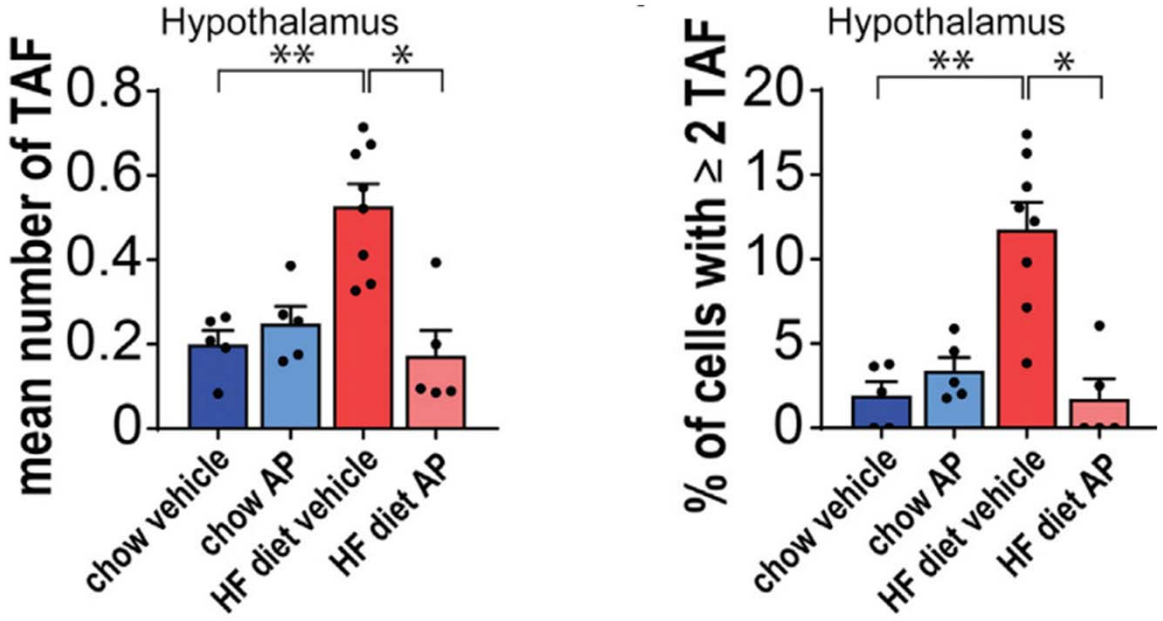 Hypothalamus
** *
mean number of TAF
0.8
0.6
0.4
0.2
0
chow vehicle
chow AP
HF diet vehicle
HF diet AP
Hypothalamus
** *
% of cells with ≥ 2 TAF
20
15
10
5
0
chow vehicle
chow AP
HF diet vehicle
HF diet AP